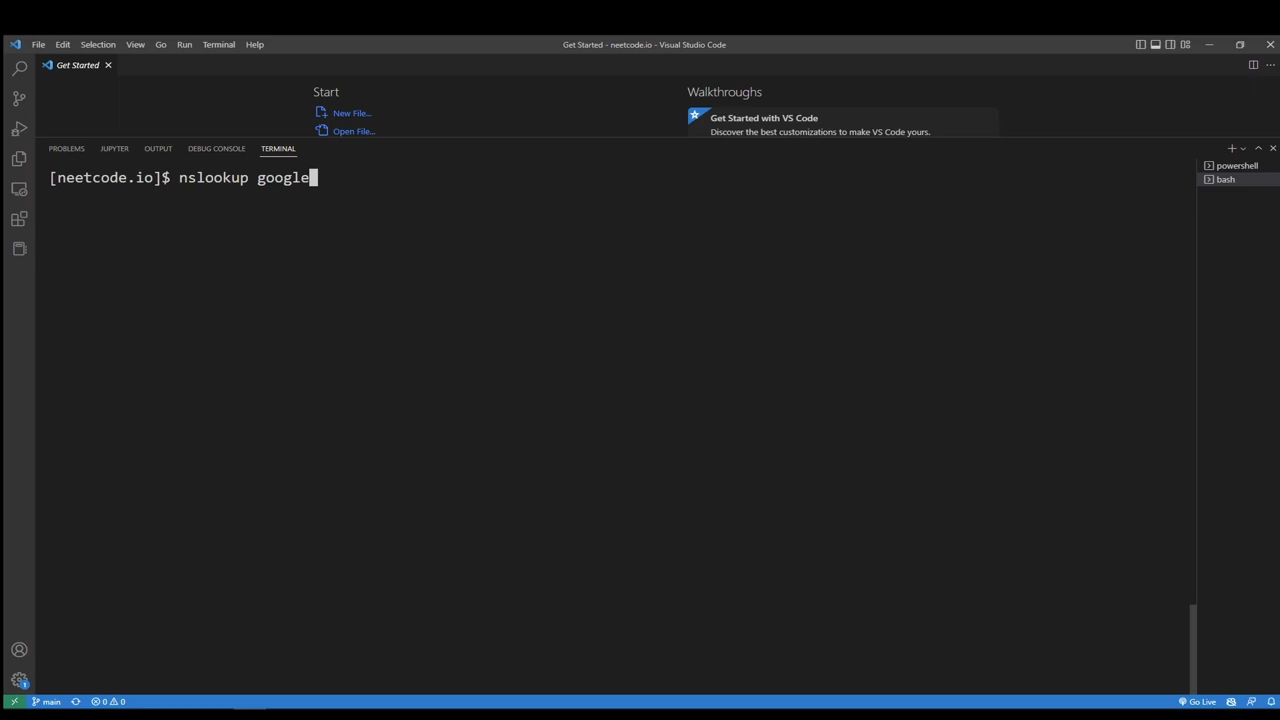 File Edit Selection View Go Run Terminal Help
Get Started - neetcode.io - Visual Studio Code
Get Started
Start
Walkthroughs
New File...
Get Started with VS Code
Open File...
Discover the best customizations to make VS Code yours.
PROBLEMS JUPYTER OUTPUT DEBUG CONSOLE TERMINAL
powershell
bash
[neetcode.io]$ nslookup google
1
main
0 0
Go Live